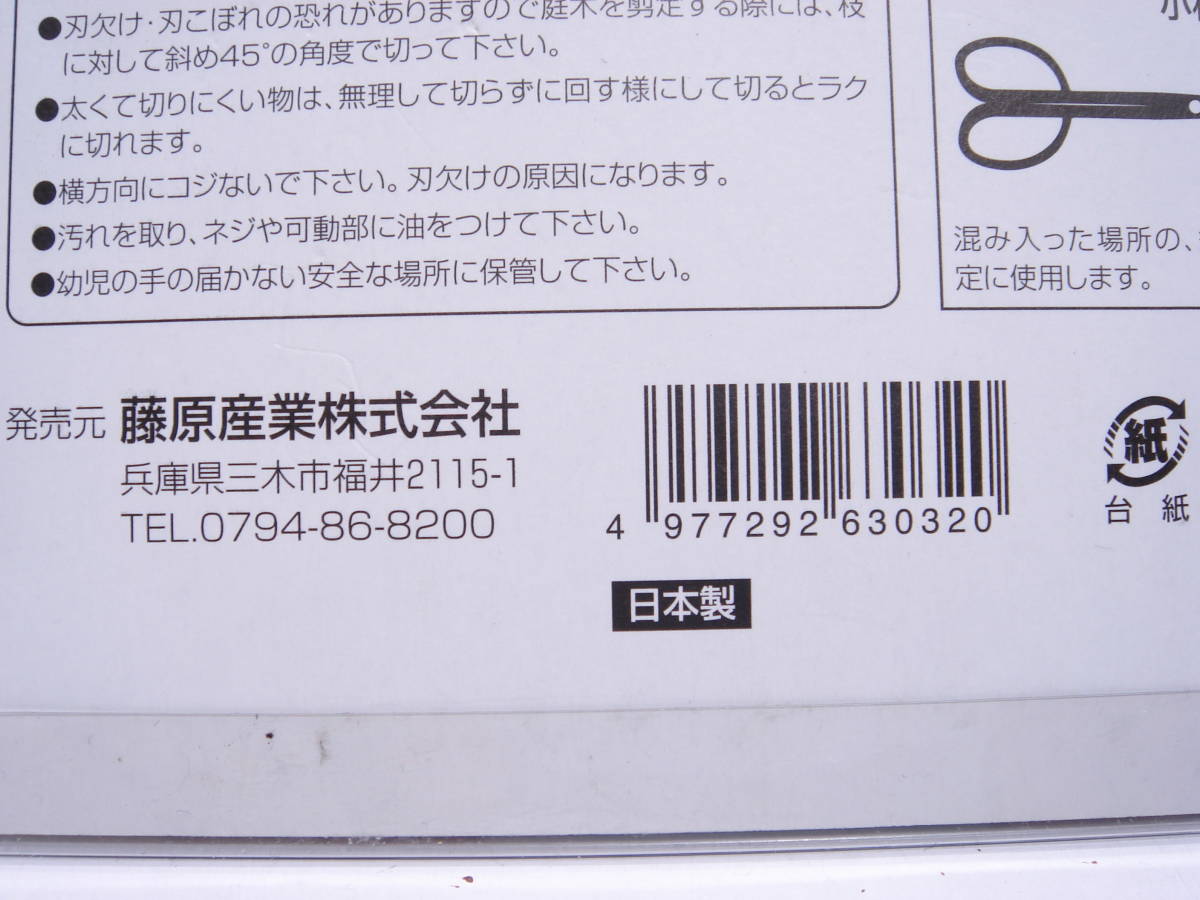 ●刃欠け・刃こぼれの恐れがありますので庭木を剪定する際には、枝
に対して斜め45°の角度で切って下さい。
●太くて切りにくい物は、無理して切らずに回す様にして切るとラク
に切れます。
●横方向にコジないで下さい。刃欠けの原因になります。
●汚れを取り、ネジや可動部に油をつけて下さい。
●幼児の手の届かない安全な場所に保管して下さい。
小
混み入った場所の、
定に使用します。
発売元 藤原産業株式会社
兵庫県三木市福井2115-1
TEL.0794-86-8200
4 977292 630320
日本製
紙
台紙